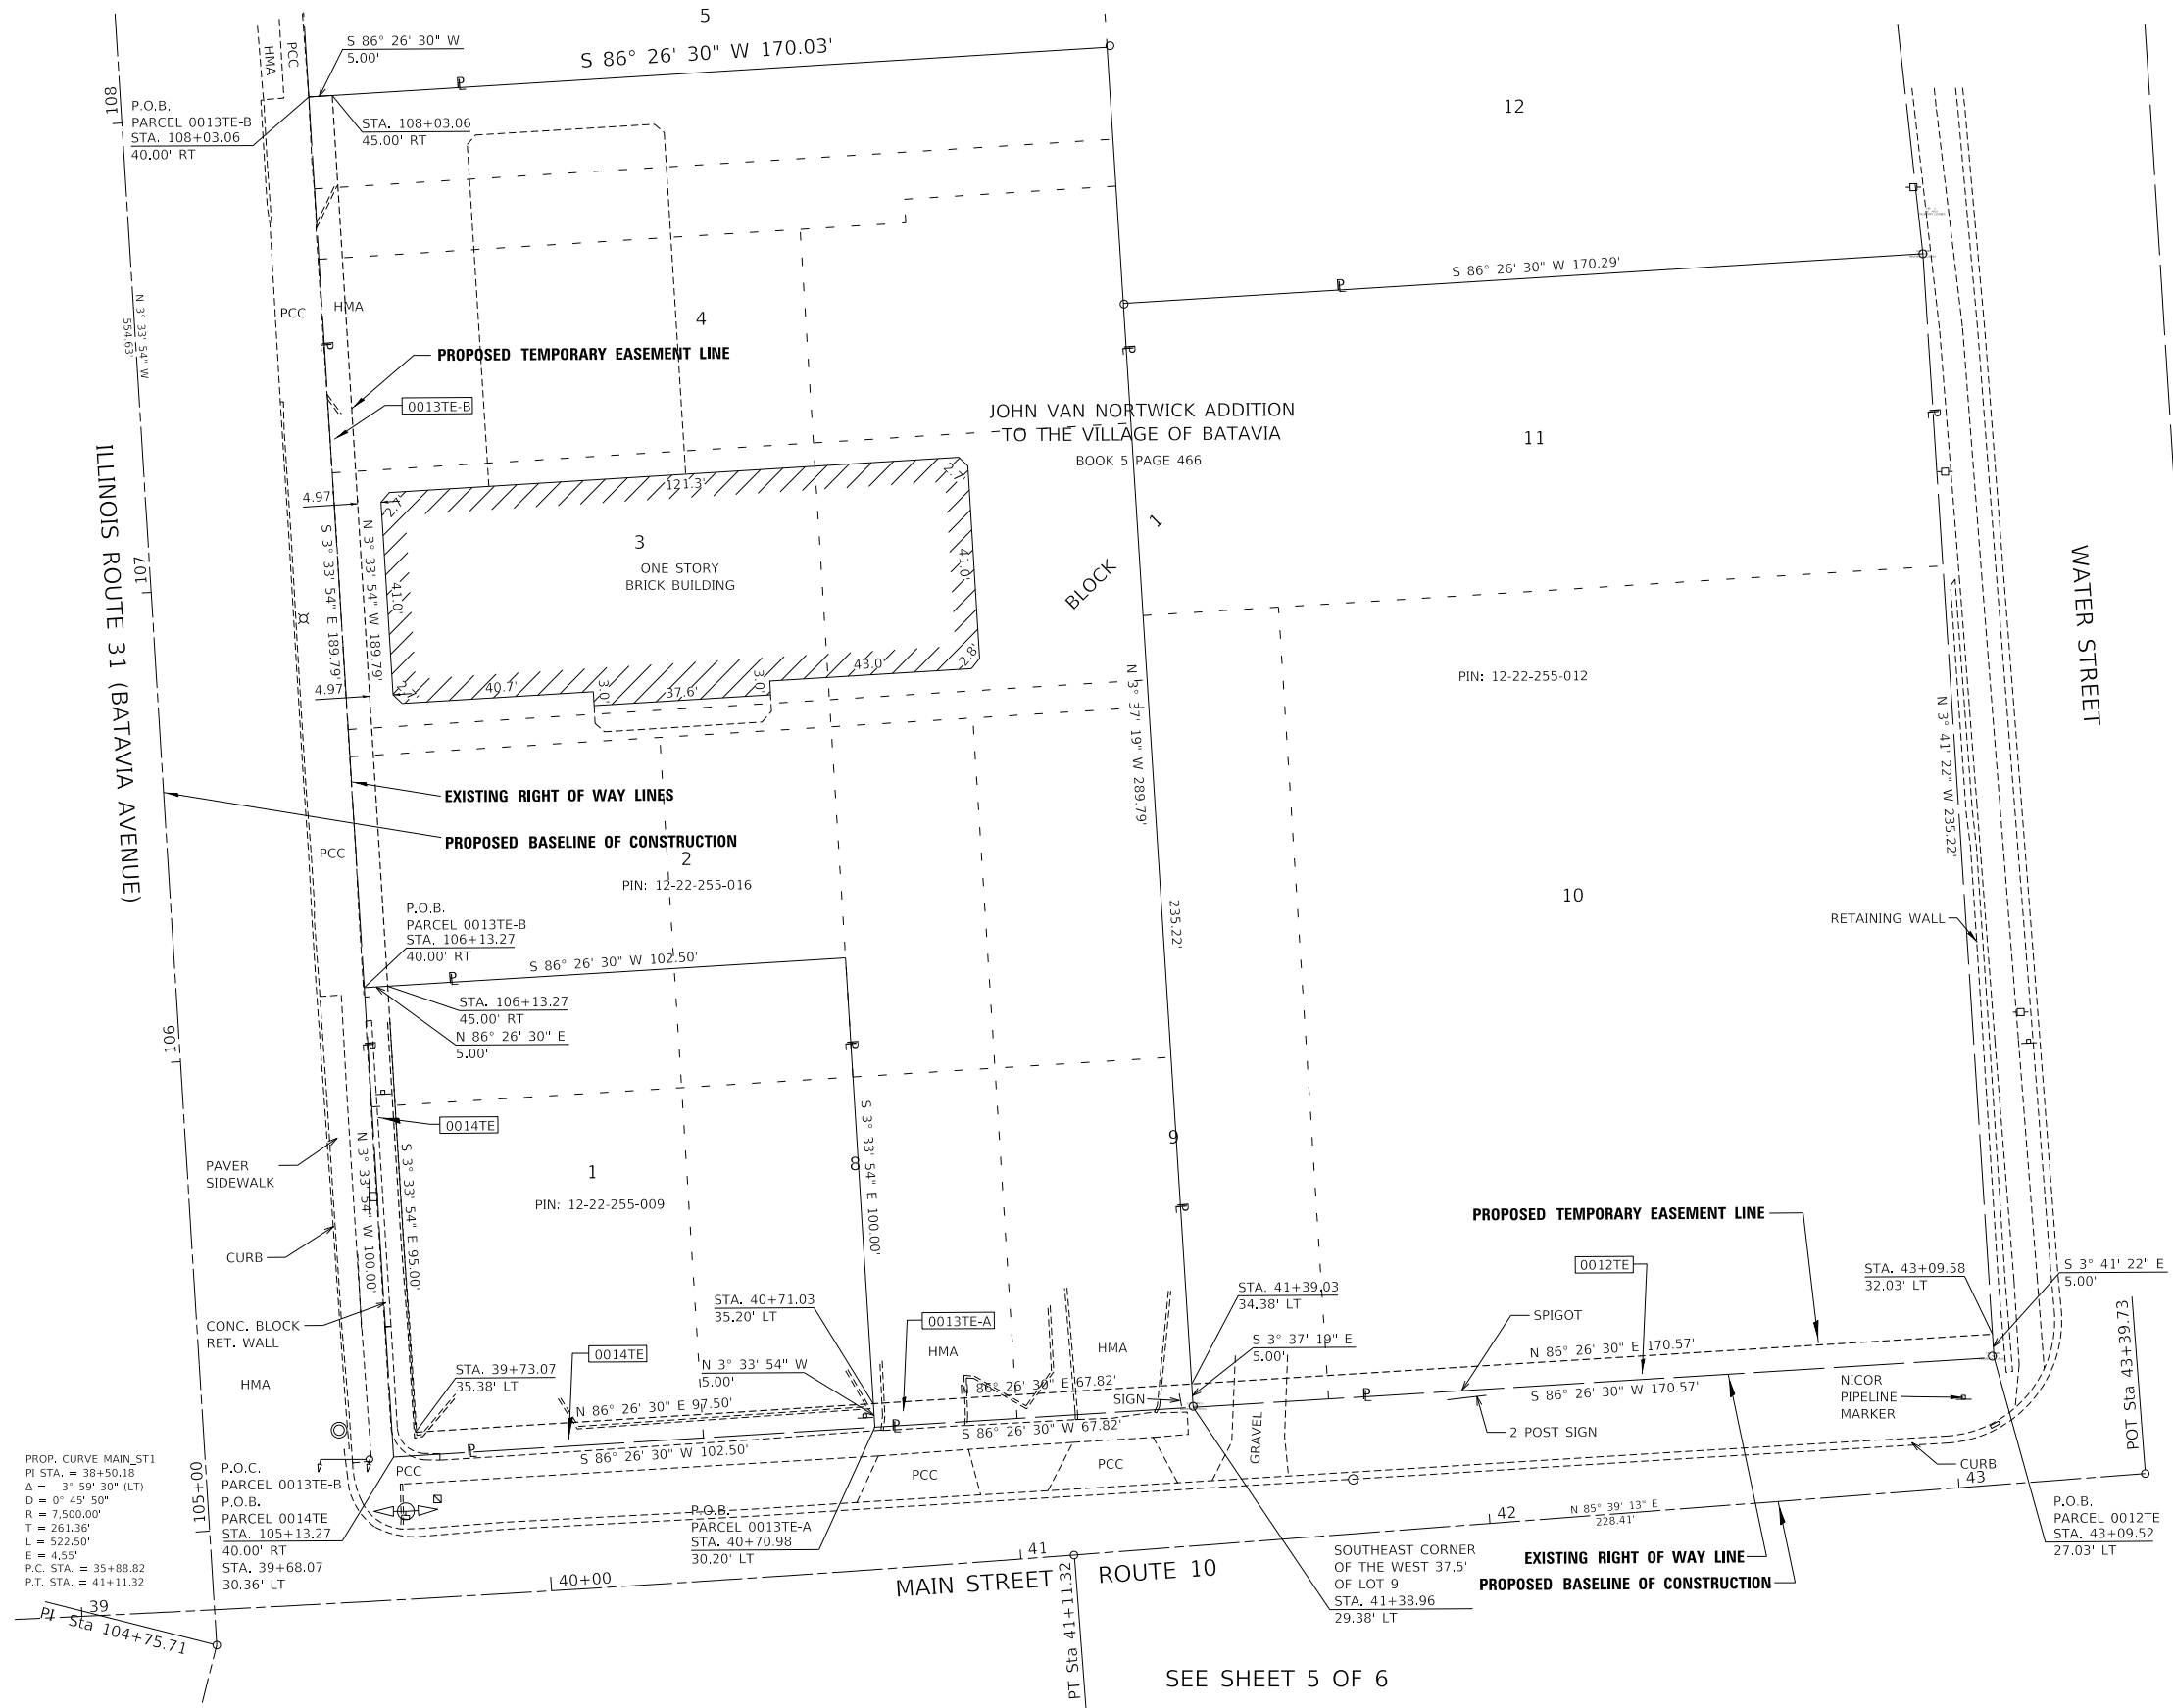 5
S 86° 26' 30" W 170.03'
S 86° 26' 30" W
5.00'
HMA
PCC
108
P.O.B.
PARCEL 0013TE-B
STA. 108+03.06
40.00' RT
STA. 108+03.06
45.00' RT
12
N 3° 33' 54" W
554.63'
PCC
HMA
4
S 86° 26' 30" W 170.29'
PROPOSED TEMPORARY EASEMENT LINE
0013TE-B
JOHN VAN NORTWICK ADDITION
TO THE VILLAGE OF BATAVIA
BOOK 5 PAGE 466
11
ILLINOIS ROUTE 31 (BATAVIA AVENUE)
107
4.97'
S 3° 33' 54" E 189.79'
N 3° 33' 54" W 189.79'
2.7'
121.3'
2.7'
3
ONE STORY
BRICK BUILDING
41.0'
41.0'
BLOCK 1
WATER STREET
4.97'
2.7'
40.7'
3.0'
37.6'
3.0'
43.0'
2.8'
PIN: 12-22-255-012
N 3° 37' 19" W 289.79'
N 3° 41' 22" W 235.22'
EXISTING RIGHT OF WAY LINES
PROPOSED BASELINE OF CONSTRUCTION
PCC
2
PIN: 12-22-255-016
10
235.22'
RETAINING WALL
P.O.B.
PARCEL 0013TE-B
STA. 106+13.27
40.00' RT
S 86° 26' 30" W 102.50'
STA. 106+13.27
45.00' RT
N 86° 26' 30" E
5.00'
106
0014TE
N 3° 33' 54" W 100.00'
S 3° 33' 54" E 95.00'
S 3° 33' 54" E 100.00'
PAVER
SIDEWALK
1
8
9
PIN: 12-22-255-009
CURB
PROPOSED TEMPORARY EASEMENT LINE
0012TE
STA. 43+09.58
32.03' LT
S 3° 41' 22" E
5.00'
CONC. BLOCK
RET. WALL
STA. 40+71.03
35.20' LT
0013TE-A
STA. 41+39.03
34.38' LT
SPIGOT
HMA
0014TE
HMA
HMA
S 3° 37' 19" E
5.00'
N 86° 26' 30" E 170.57'
STA. 39+73.07
35.38' LT
N 3° 33' 54" W
5.00'
N 86° 26' 30" E 67.82'
SIGN
S 86° 26' 30" W 170.57'
NICOR
PIPELINE
MARKER
N 86° 26' 30" E 97.50'
S 86° 26' 30" W 67.82'
2 POST SIGN
S 86° 26' 30" W 102.50'
GRAVEL
POT Sta 43+39.73
PROP. CURVE MAIN_ST1
PI STA. = 38+50.18
Δ = 3° 59' 30" (LT)
D = 0° 45' 50"
R = 7,500.00'
T = 261.36'
L = 522.50'
E = 4.55'
P.C. STA. = 35+88.82
P.T. STA. = 41+11.32
105+00
P.O.C.
PARCEL 0013TE-B
P.O.B.
PARCEL 0014TE
STA. 105+13.27
40.00' RT
STA. 39+68.07
30.36' LT
PCC
PCC
PCC
CURB
43
P.O.B.
PARCEL 0013TE-A
STA. 40+70.98
30.20' LT
42
N 85° 39' 13" E
228.41'
P.O.B.
PARCEL 0012TE
STA. 43+09.52
27.03' LT
41
SOUTHEAST CORNER
OF THE WEST 37.5'
OF LOT 9
STA. 41+38.96
29.38' LT
EXISTING RIGHT OF WAY LINE
PROPOSED BASELINE OF CONSTRUCTION
40+00
MAIN STREET ROUTE 10
39
PI Sta 104+75.71
PT Sta 41+11.32
SEE SHEET 5 OF 6